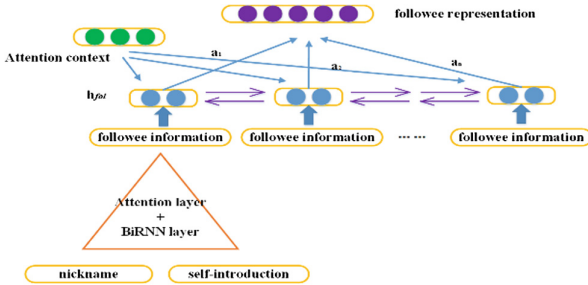 followee representation
Attention context
a₁
a₂
aₙ
h_fol
followee information
followee information
... ...
followee information
Attention layer
+
BiRNN layer
nickname
self-introduction